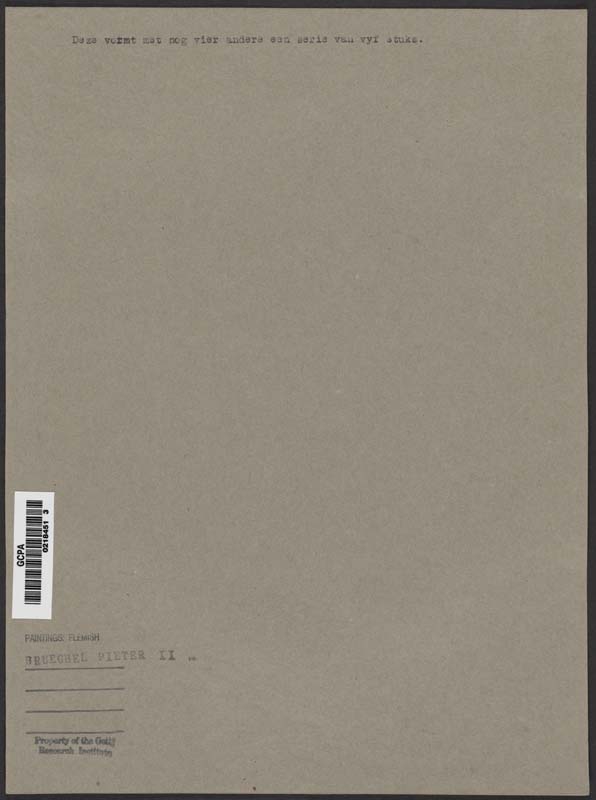 Deze vormt met nog vier andere een serie van vyf stuks.
GCPA
0218451 3
PAINTINGS: FLEMISH
BRUEGHEL PIETER II
Property of the Getty
Research Institute